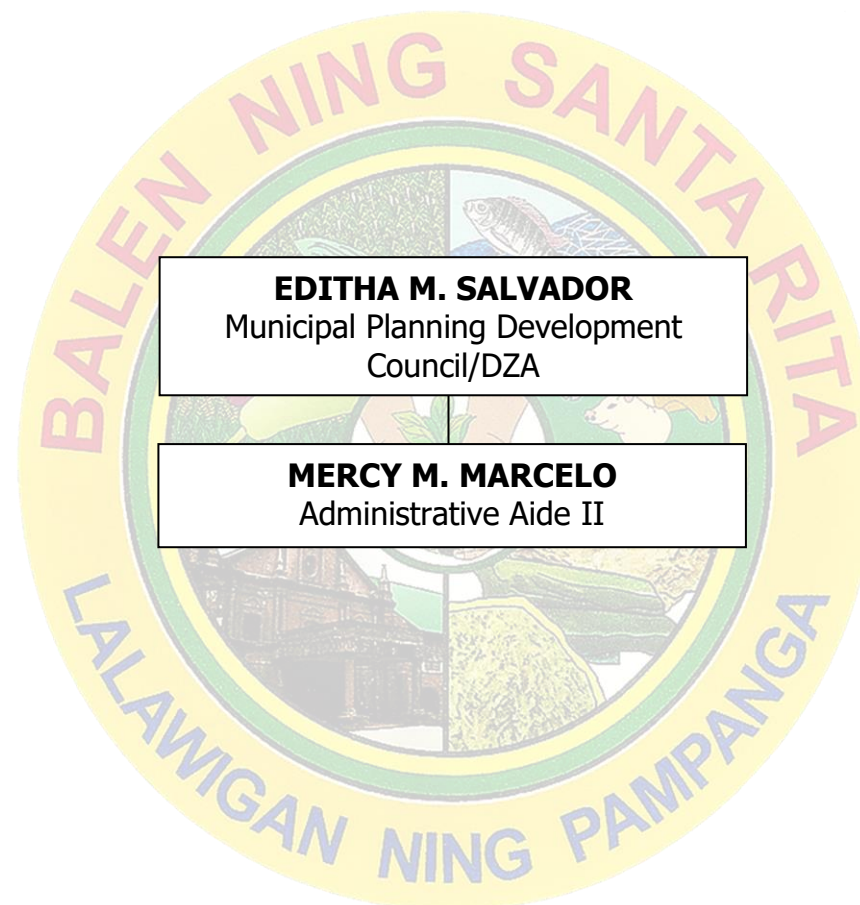 BALEN NING SANTA RITA
EDITHA M. SALVADOR
Municipal Planning Development
Council/DZA
MERCY M. MARCELO
Administrative Aide II
LALAWIGAN NING PAMPANGA